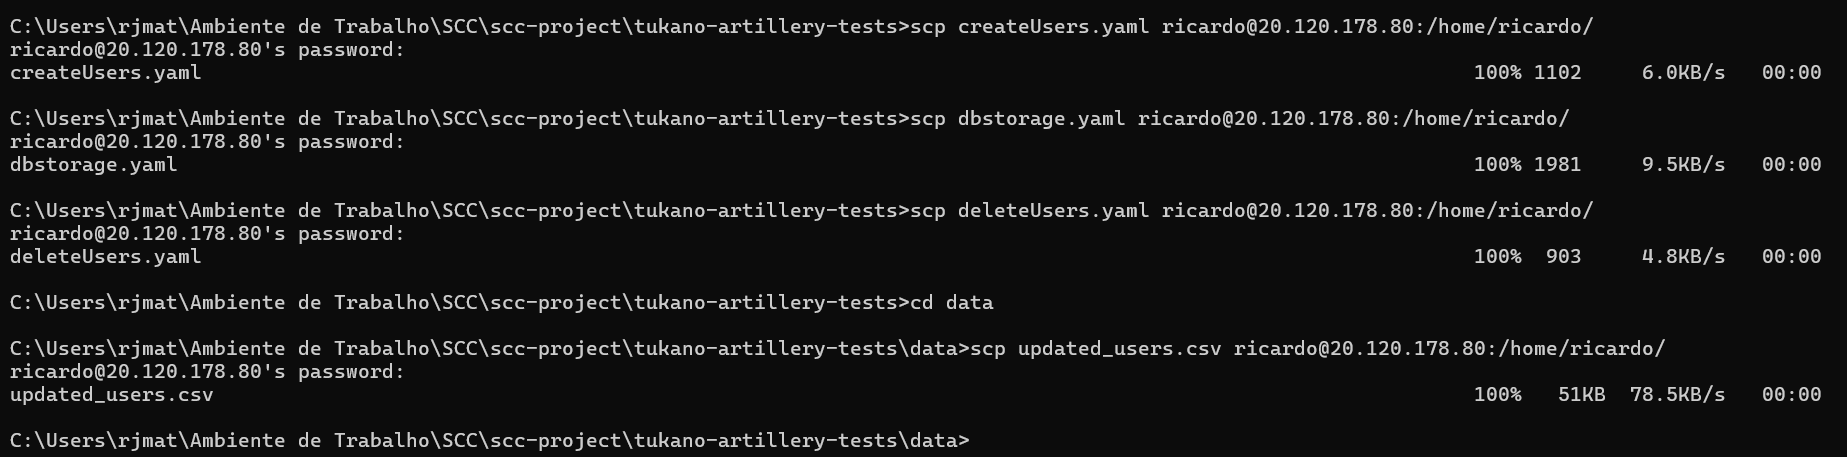 C:\Users\rjmat\Ambiente de Trabalho\SCC\scc-project\tukano-artillery-tests>scp createUsers.yaml ricardo@20.120.178.80:/home/ricardo/
ricardo@20.120.178.80's password:
createUsers.yaml 100% 1102 6.0KB/s 00:00
C:\Users\rjmat\Ambiente de Trabalho\SCC\scc-project\tukano-artillery-tests>scp dbstorage.yaml ricardo@20.120.178.80:/home/ricardo/
ricardo@20.120.178.80's password:
dbstorage.yaml 100% 1981 9.5KB/s 00:00
C:\Users\rjmat\Ambiente de Trabalho\SCC\scc-project\tukano-artillery-tests>scp deleteUsers.yaml ricardo@20.120.178.80:/home/ricardo/
ricardo@20.120.178.80's password:
deleteUsers.yaml 100% 903 4.8KB/s 00:00
C:\Users\rjmat\Ambiente de Trabalho\SCC\scc-project\tukano-artillery-tests>cd data
C:\Users\rjmat\Ambiente de Trabalho\SCC\scc-project\tukano-artillery-tests\data>scp updated_users.csv ricardo@20.120.178.80:/home/ricardo/
ricardo@20.120.178.80's password:
updated_users.csv 100% 51KB 78.5KB/s 00:00
C:\Users\rjmat\Ambiente de Trabalho\SCC\scc-project\tukano-artillery-tests\data>